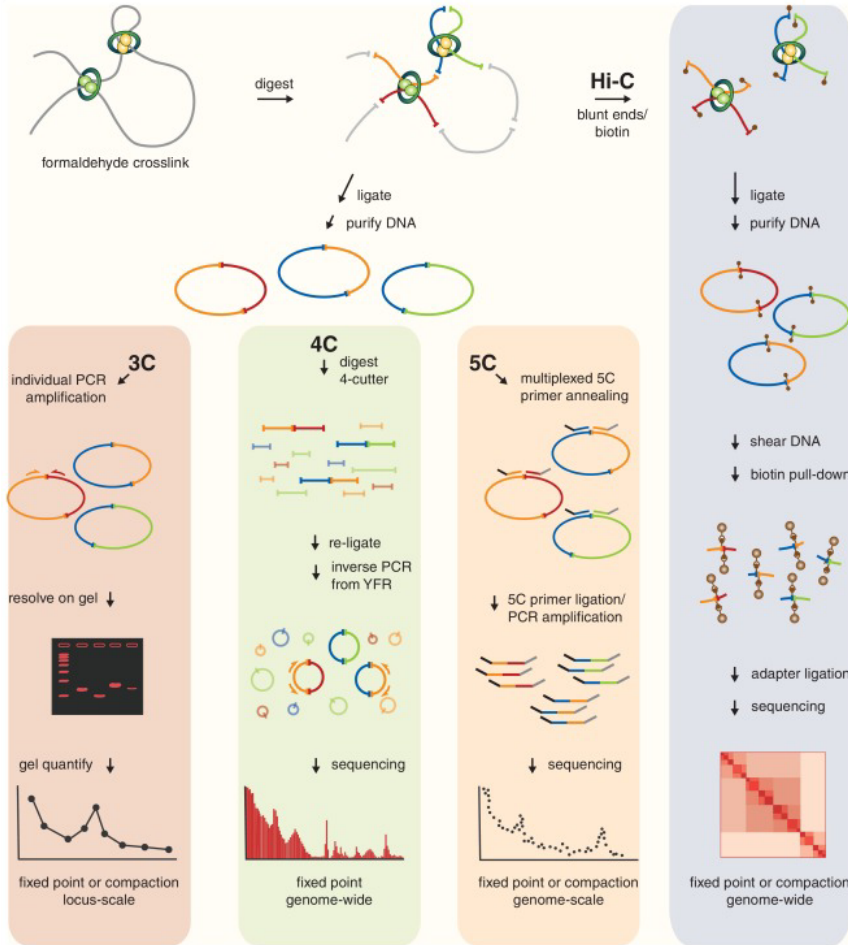 formaldehyde crosslink
digest
Hi-C
blunt ends/
biotin
ligate
purify DNA
ligate
purify DNA
3C
individual PCR
amplification
resolve on gel
gel quantify
fixed point or compaction
locus-scale
4C
digest
4-cutter
re-ligate
inverse PCR
from YFR
sequencing
fixed point
genome-wide
5C
multiplexed 5C
primer annealing
5C primer ligation/
PCR amplification
sequencing
fixed point or compaction
genome-scale
shear DNA
biotin pull-down
adapter ligation
sequencing
fixed point or compaction
genome-wide